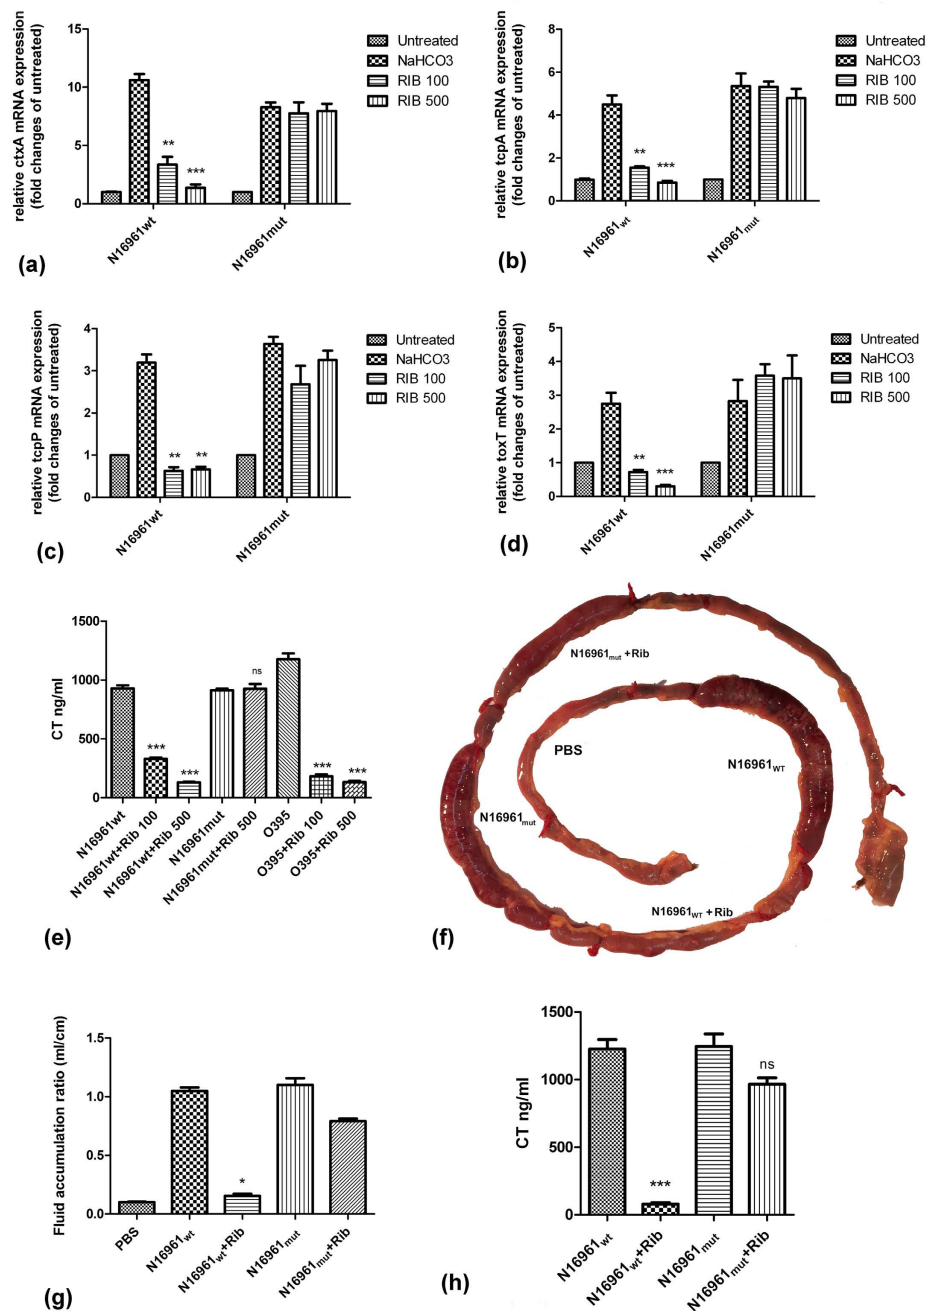 relative ctxA mRNA expression
(fold changes of untreated)
15
10
5
0
N16961wt
N16961mut
**
***
Untreated
NaHCO3
RIB 100
RIB 500
(a)
relative tcpA mRNA expression
(fold changes of untreated)
8
6
4
2
0
N16961wt
N16961mut
**
***
Untreated
NaHCO3
RIB 100
RIB 500
(b)
relative tcpP mRNA expression
(fold changes of untreated)
4
3
2
1
0
N16961wt
N16961mut
**
**
Untreated
NaHCO3
RIB 100
RIB 500
(c)
relative toxT mRNA expression
(fold changes of untreated)
5
4
3
2
1
0
N16961wt
N16961mut
**
***
Untreated
NaHCO3
RIB 100
RIB 500
(d)
CT ng/ml
1500
1000
500
0
***
***
ns
***
***
N16961wt
N16961wt+Rib 100
N16961wt+Rib 500
N16961mut
N16961mut+Rib 500
O395
O395+Rib 100
O395+Rib 500
(e)
N16961mut +Rib
PBS
N16961WT
N16961mut
N16961WT + Rib
(f)
Fluid accumulation ratio (ml/cm)
1.5
1.0
0.5
0.0
*
PBS
N16961wt
N16961wt+Rib
N16961mut
N16961mut+Rib
(g)
CT ng/ml
1500
1000
500
0
***
ns
N16961wt
N16961wt+Rib
N16961mut
N16961mut+Rib
(h)